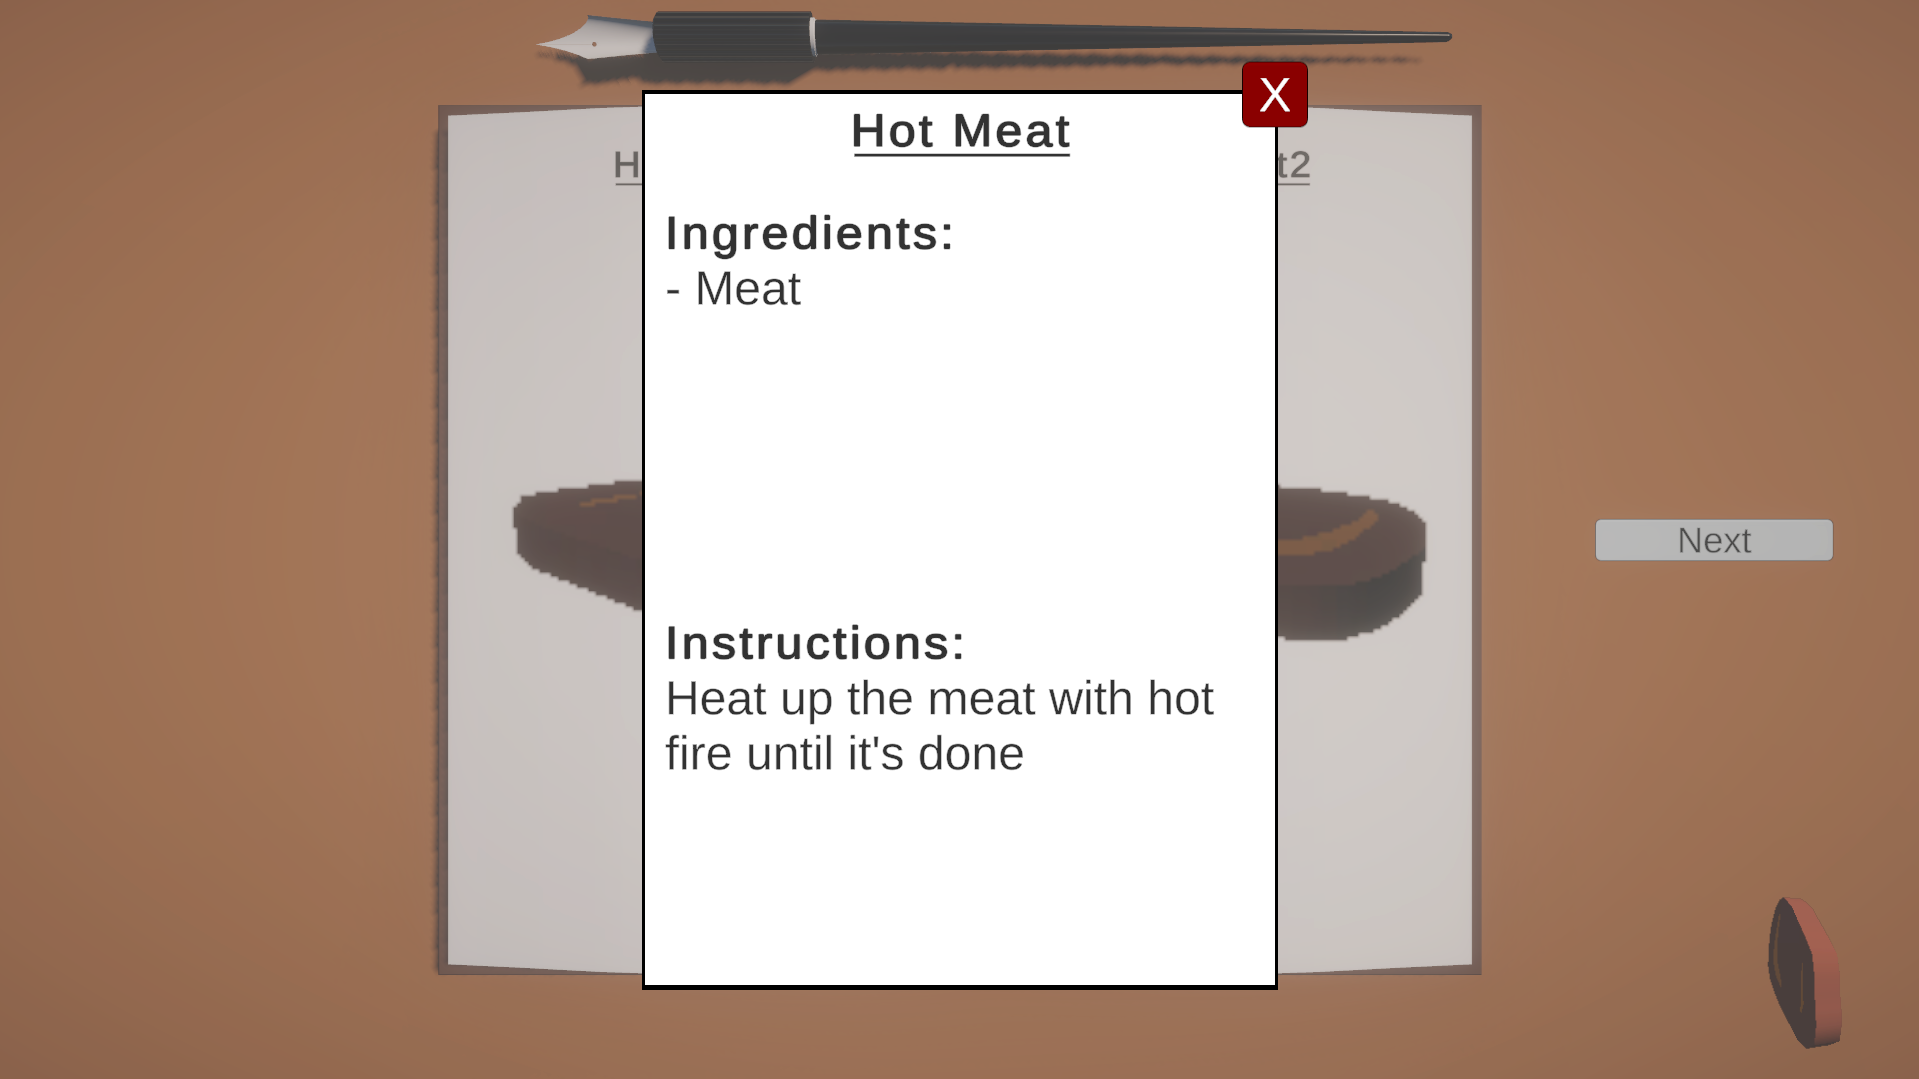 X
Hot Meat
H
t2
Ingredients:
- Meat
Next
Instructions:
Heat up the meat with hot
fire until it's done